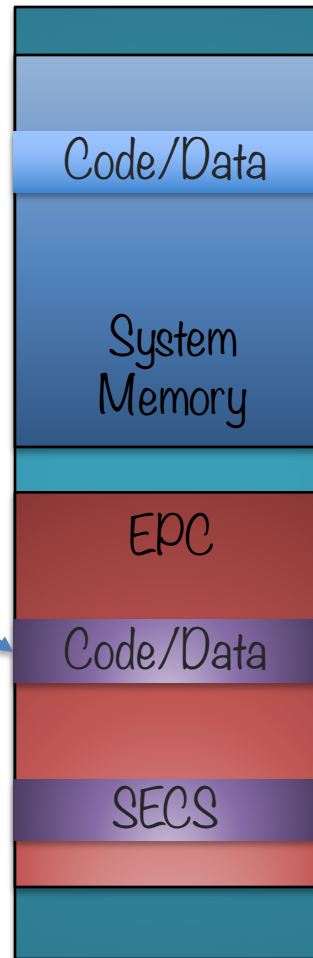 Code/Data
System
Memory
EPC
Code/Data
SECS